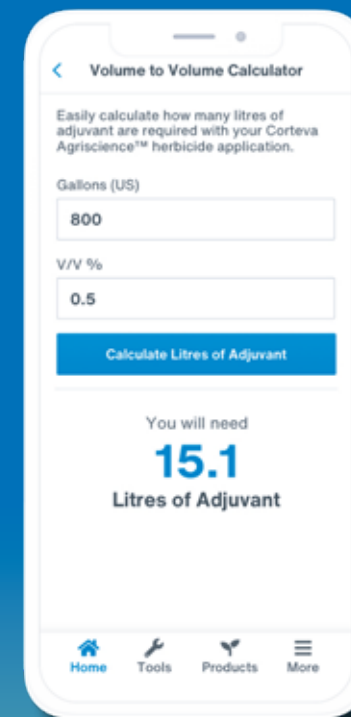 Volume to Volume Calculator
Easily calculate how many litres of
adjuvant are required with your Corteva
Agriscience™ herbicide application.
Gallons (US)
800
V/V %
0.5
Calculate Litres of Adjuvant
You will need
15.1
Litres of Adjuvant
Home Tools Products More